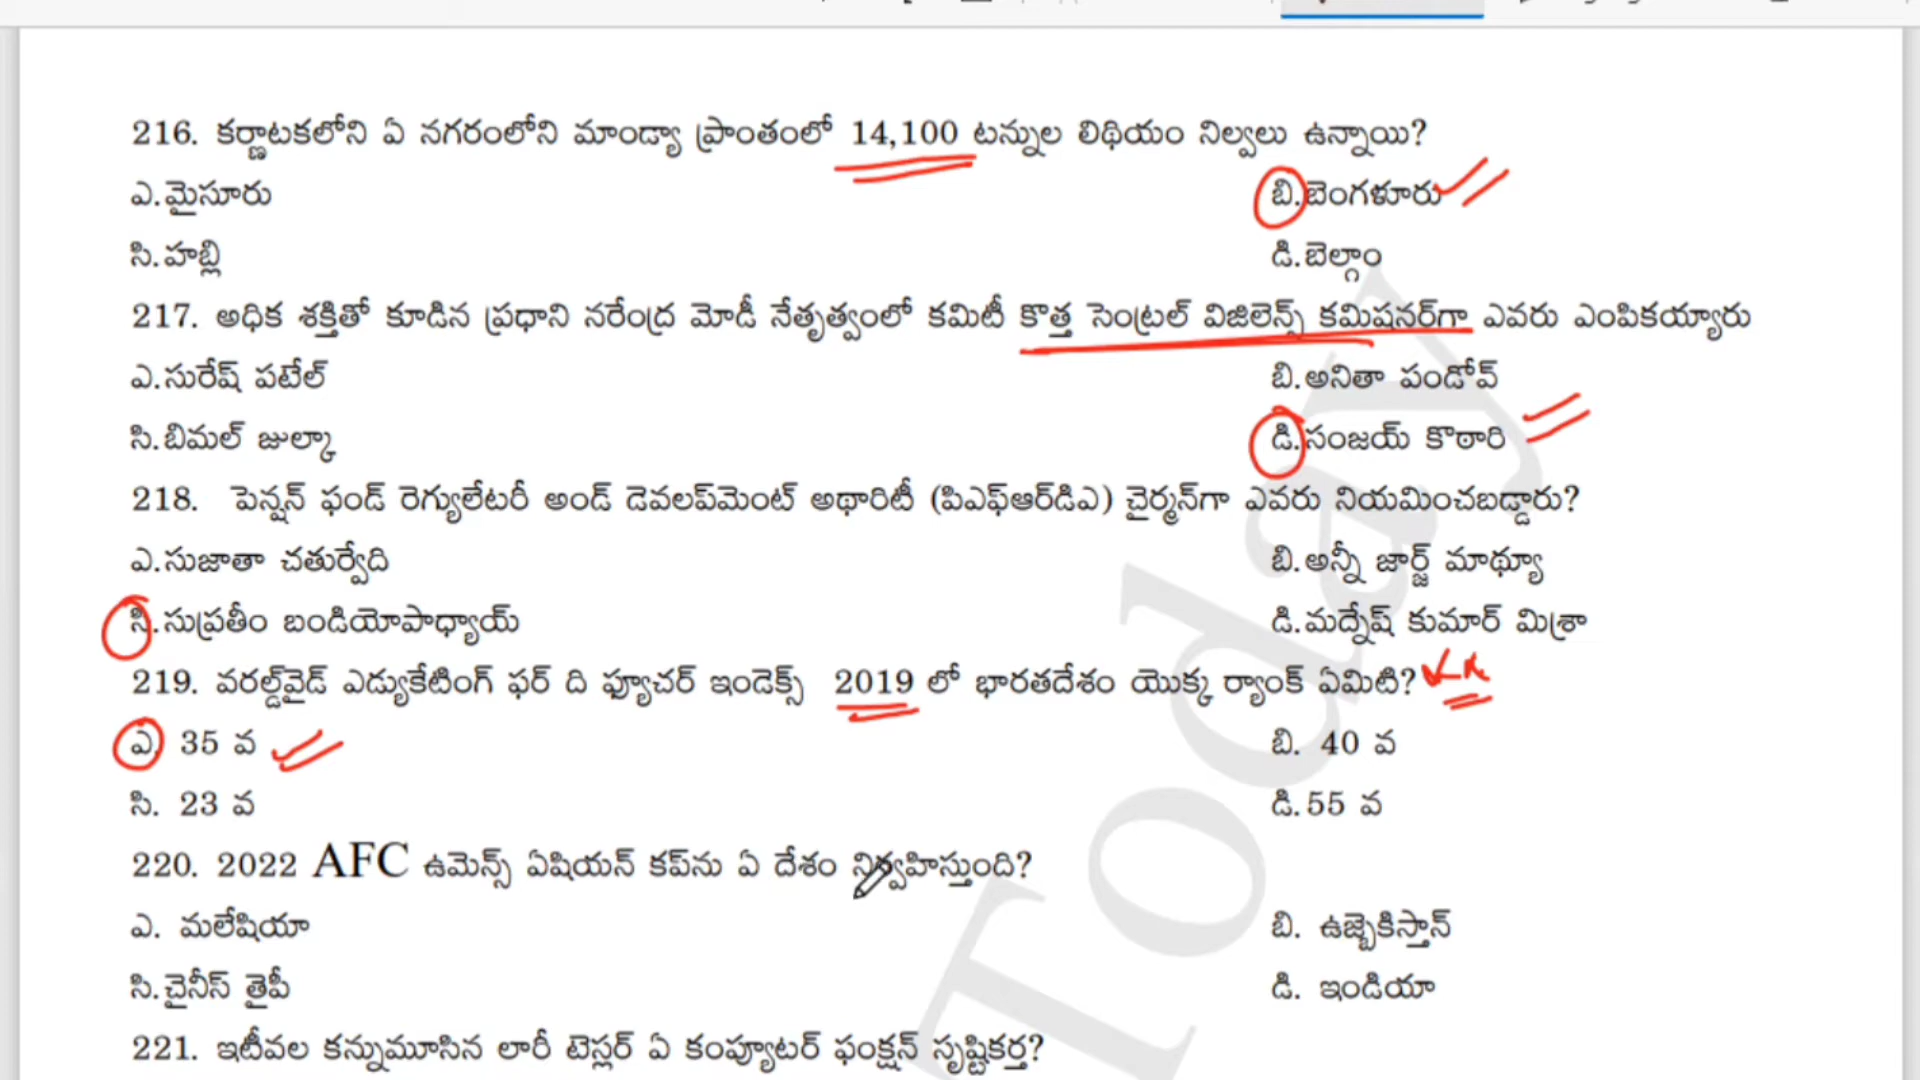 216. కర్ణాటకలోని ఏ నగరంలోని మాండ్యా ప్రాంతంలో 14,100 టన్నుల లిథియం నిల్వలు ఉన్నాయి?
ఎ.మైసూరు బి.బెంగళూరు
సి.హబ్లి డి.బెల్గాం
217. అధిక శక్తితో కూడిన ప్రధాని నరేంద్ర మోడీ నేతృత్వంలో కమిటీ కొత్త సెంట్రల్ విజిలెన్స్ కమిషనర్‌గా ఎవరు ఎంపికయ్యారు
ఎ.సురేష్ పటేల్ బి.అనితా పండోవ్
సి.బిమల్ జుల్కా డి.సంజయ్ కొఠారి
218. పెన్షన్ ఫండ్ రెగ్యులేటరీ అండ్ డెవలప్‌మెంట్ అథారిటీ (పిఎఫ్ఆర్‌డిఎ) చైర్మన్‌గా ఎవరు నియమించబడ్డారు?
ఎ.సుజాతా చతుర్వేది బి.అన్నీ జార్జ్ మాథ్యూ
సి.సుప్రతీం బండియోపాధ్యాయ్ డి.మద్నేష్ కుమార్ మిశ్రా
219. వరల్డ్‌వైడ్ ఎడ్యుకేటింగ్ ఫర్ ది ఫ్యూచర్ ఇండెక్స్ 2019 లో భారతదేశం యొక్క ర్యాంక్ ఏమిటి?
ఎ. 35 వ బి. 40 వ
సి. 23 వ డి.55 వ
220. 2022 AFC ఉమెన్స్ ఏషియన్ కప్‌ను ఏ దేశం నిర్వహిస్తుంది?
ఎ. మలేషియా బి. ఉజ్బెకిస్తాన్
సి.చైనీస్ తైపీ డి. ఇండియా
221. ఇటీవల కన్నుమూసిన లారీ టెస్లర్ ఏ కంప్యూటర్ ఫంక్షన్ సృష్టికర్త?
Today